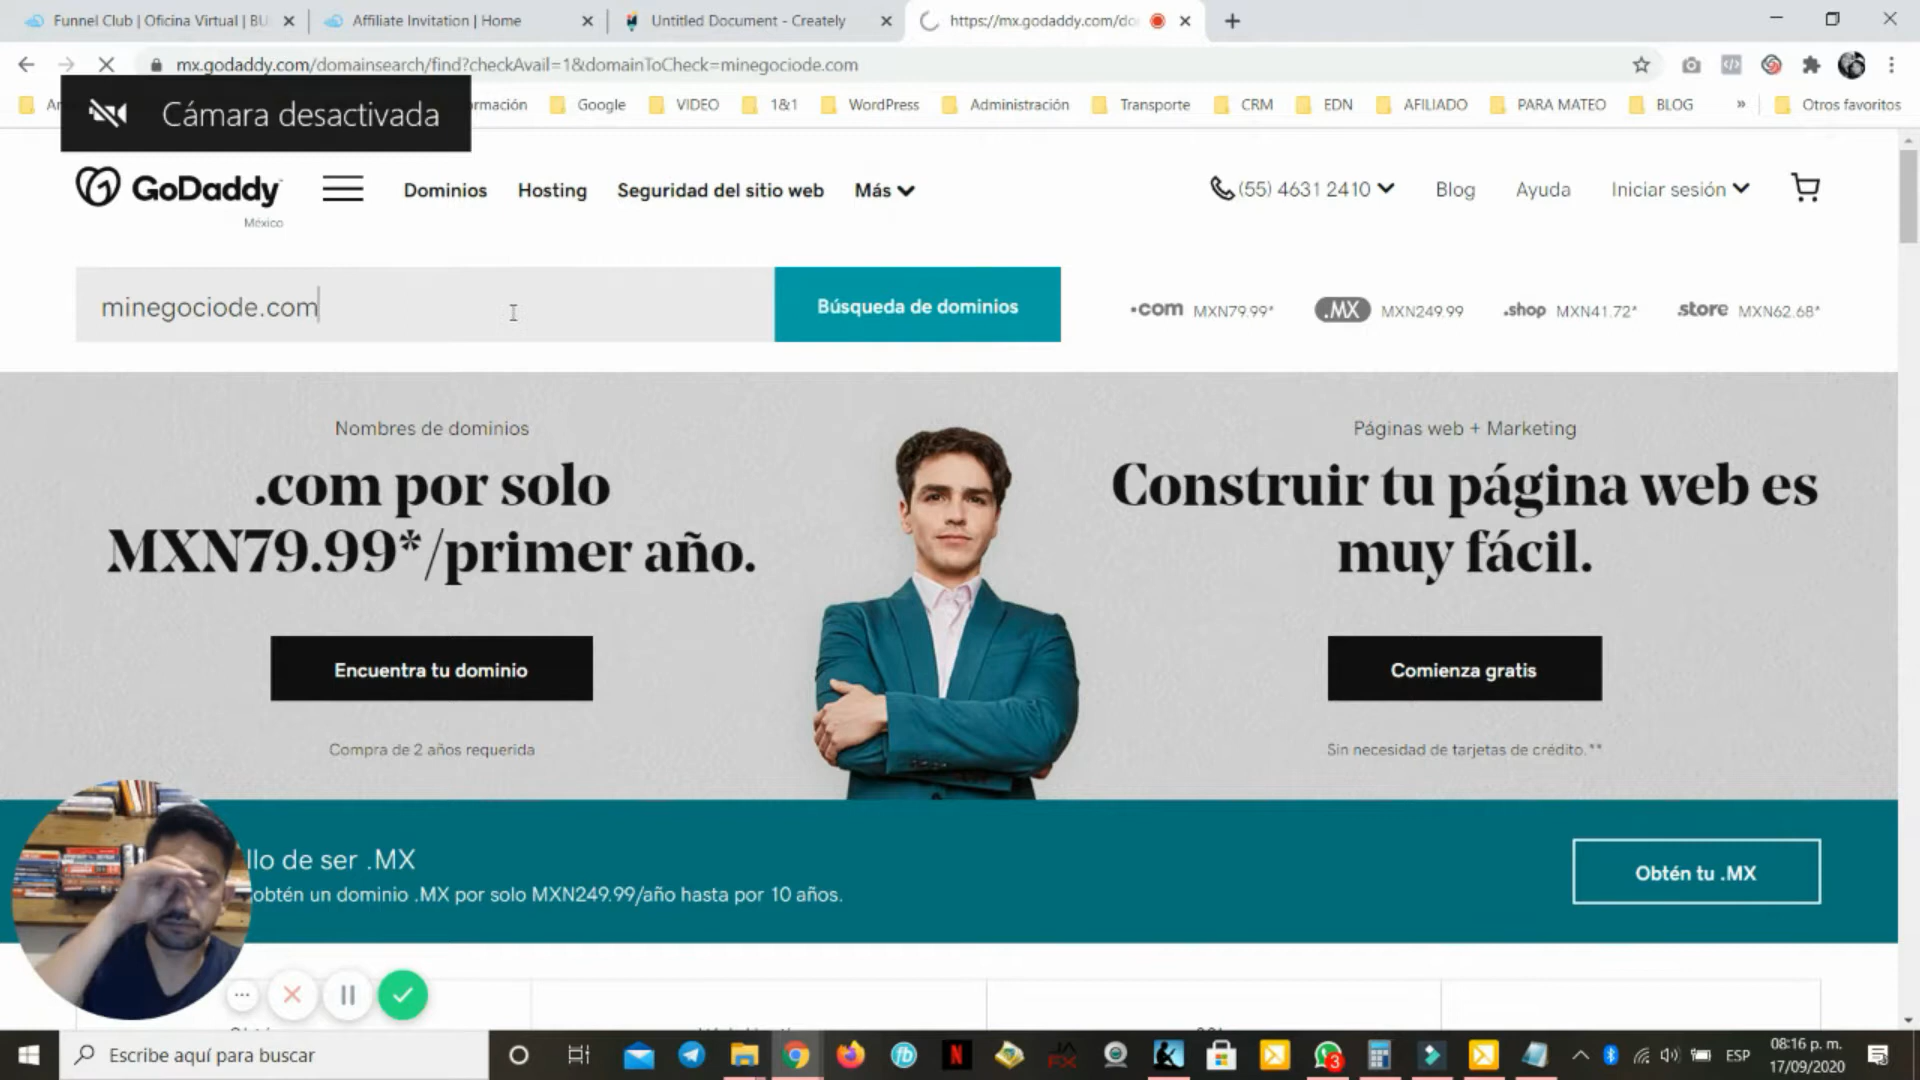 Funnel Club | Oficina Virtual | BU
Affiliate Invitation | Home
Untitled Document - Creately
https://mx.godaddy.com/do
mx.godaddy.com/domainsearch/find?checkAvail=1&domainToCheck=minegociode.com
Cámara desactivada
rmación
Google
VIDEO
1&1
WordPress
Administración
Transporte
CRM
EDN
AFILIADO
PARA MATEO
BLOG
»
Otros favoritos
GoDaddy
México
Dominios
Hosting
Seguridad del sitio web
Más
(55) 4631 2410
Blog
Ayuda
Iniciar sesión
minegociode.com
Búsqueda de dominios
.com MXN79.99*
.MX MXN249.99
.shop MXN41.72*
.store MXN62.68*
Nombres de dominios
.com por solo
MXN79.99*/primer año.
Encuentra tu dominio
Compra de 2 años requerida
Páginas web + Marketing
Construir tu página web es
muy fácil.
Comienza gratis
Sin necesidad de tarjetas de crédito.**
llo de ser .MX
obtén un dominio .MX por solo MXN249.99/año hasta por 10 años.
Obtén tu .MX
Escribe aquí para buscar
3
ESP
08:16 p. m.
17/09/2020